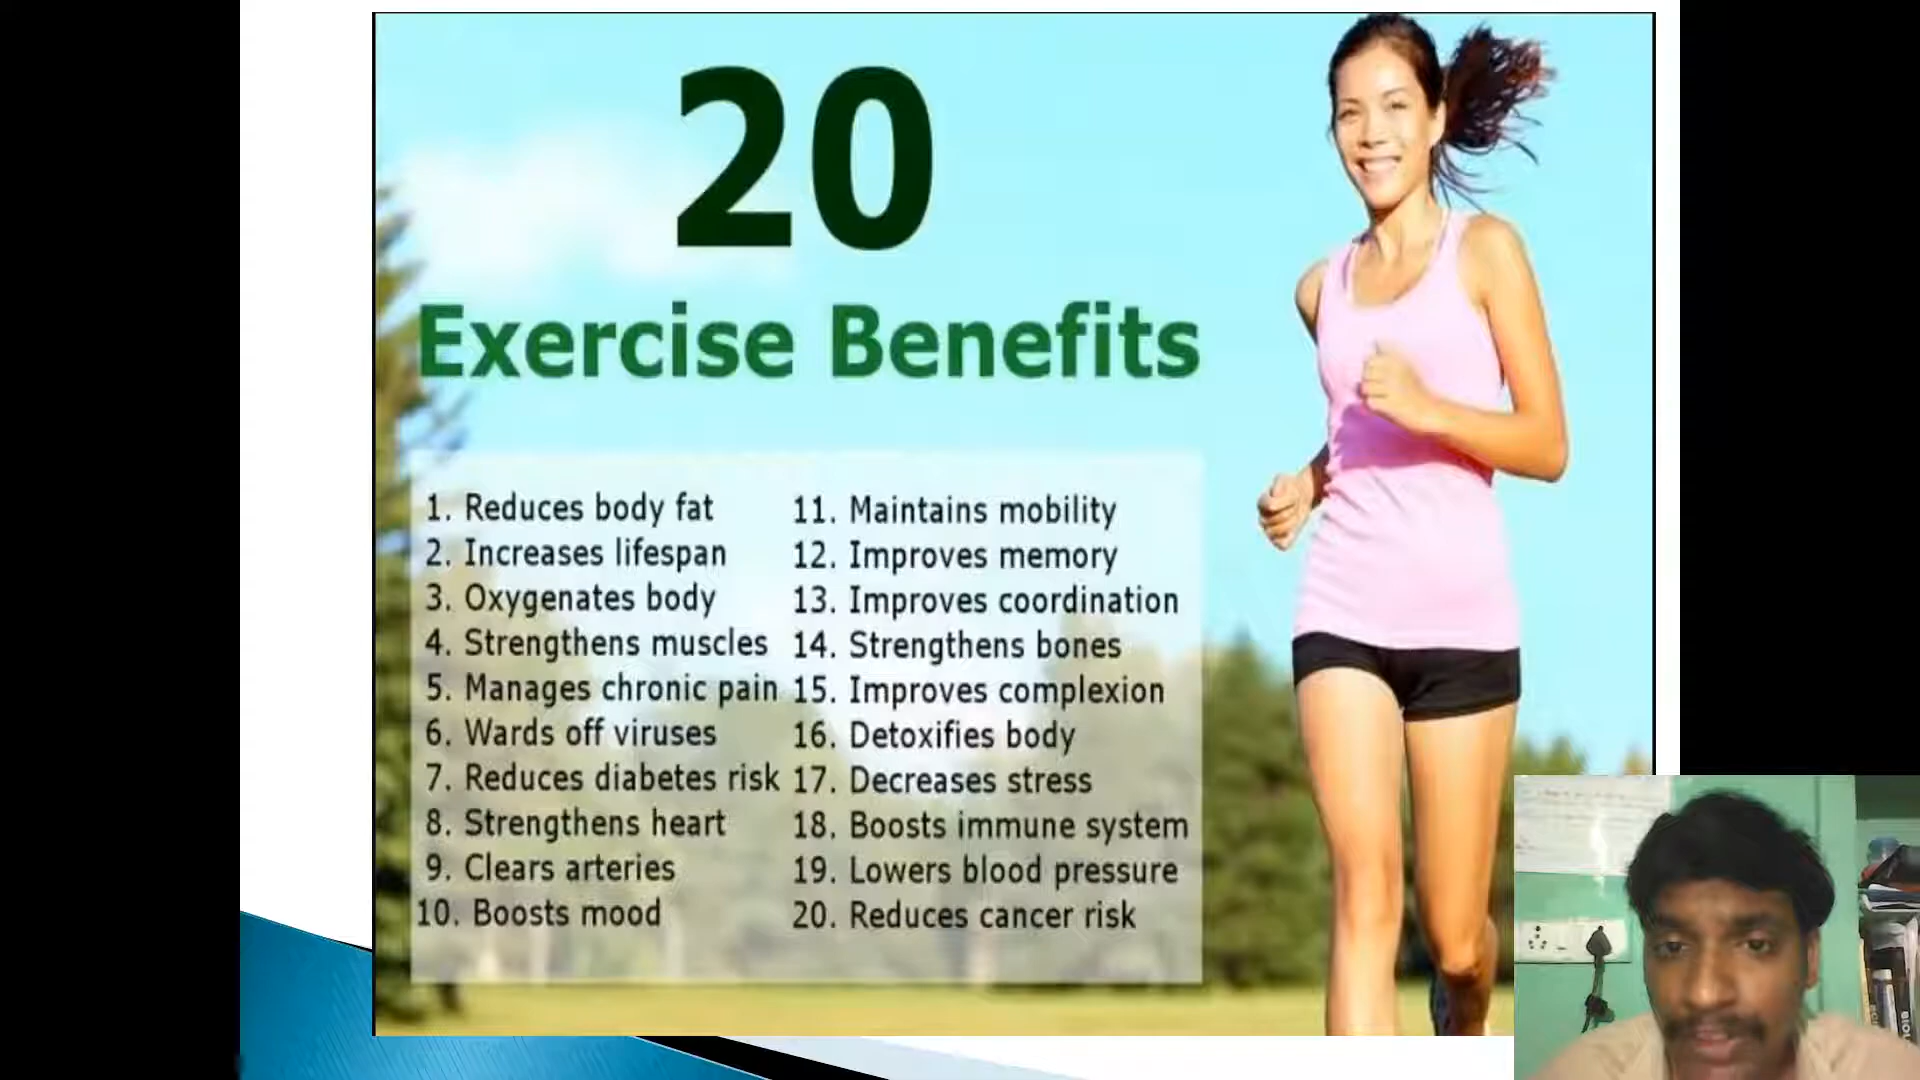 20
Exercise Benefits
1. Reduces body fat
2. Increases lifespan
3. Oxygenates body
4. Strengthens muscles
5. Manages chronic pain
6. Wards off viruses
7. Reduces diabetes risk
8. Strengthens heart
9. Clears arteries
10. Boosts mood
11. Maintains mobility
12. Improves memory
13. Improves coordination
14. Strengthens bones
15. Improves complexion
16. Detoxifies body
17. Decreases stress
18. Boosts immune system
19. Lowers blood pressure
20. Reduces cancer risk